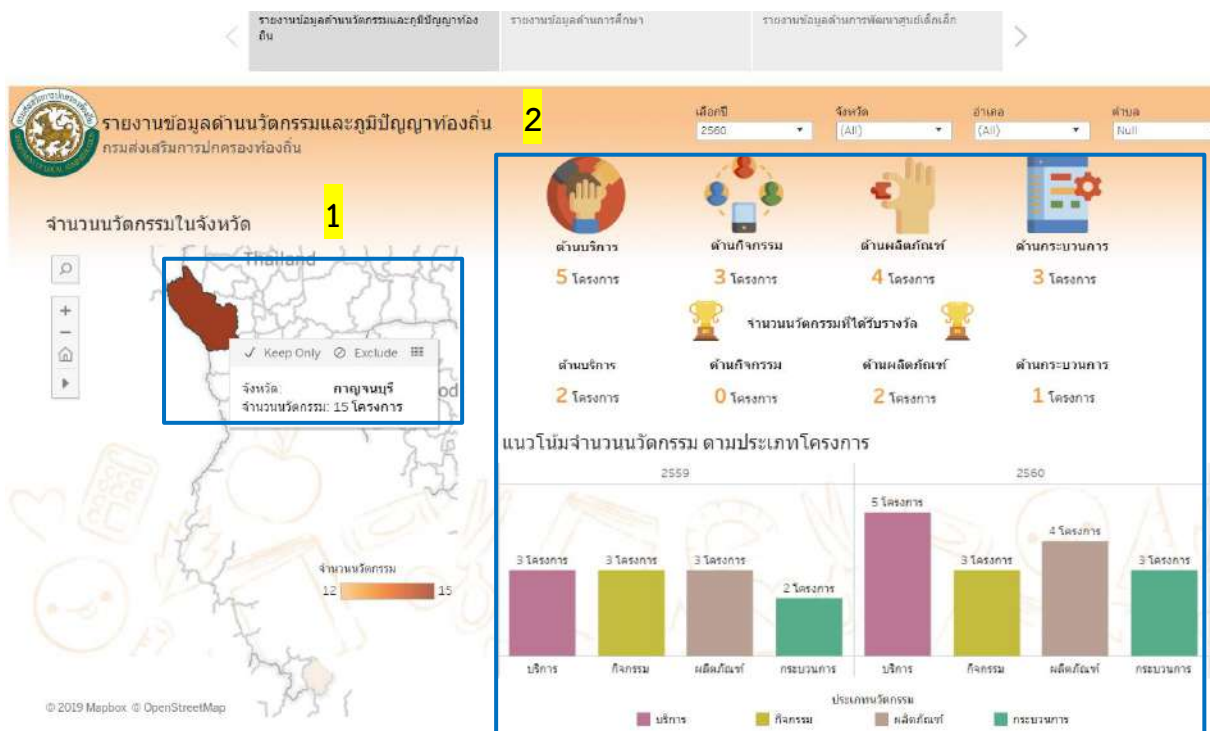 รายงานข้อมูลด้านนวัตกรรมและภูมิปัญญาท้อง
ถิ่น
รายงานข้อมูลด้านการศึกษา
รายงานข้อมูลด้านการพัฒนาศูนย์เด็กเล็ก
รายงานข้อมูลด้านนวัตกรรมและภูมิปัญญาท้องถิ่น
กรมส่งเสริมการปกครองท้องถิ่น
2
เลือกปี
จังหวัด
อำเภอ
ตำบล
2560
(All)
(All)
Null
จำนวนนวัตกรรมในจังหวัด
1
Thailand
Keep Only
Exclude
จังหวัด: กาญจนบุรี
จำนวนนวัตกรรม: 15 โครงการ
od
จำนวนนวัตกรรม
12
15
© 2019 Mapbox © OpenStreetMap
ด้านบริการ
ด้านกิจกรรม
ด้านผลิตภัณฑ์
ด้านกระบวนการ
5 โครงการ
3 โครงการ
4 โครงการ
3 โครงการ
จำนวนนวัตกรรมที่ได้รับรางวัล
ด้านบริการ
ด้านกิจกรรม
ด้านผลิตภัณฑ์
ด้านกระบวนการ
2 โครงการ
0 โครงการ
2 โครงการ
1 โครงการ
แนวโน้มจำนวนนวัตกรรม ตามประเภทโครงการ
2559
2560
3 โครงการ
3 โครงการ
3 โครงการ
2 โครงการ
5 โครงการ
3 โครงการ
4 โครงการ
3 โครงการ
บริการ
กิจกรรม
ผลิตภัณฑ์
กระบวนการ
บริการ
กิจกรรม
ผลิตภัณฑ์
กระบวนการ
ประเภทนวัตกรรม
บริการ
กิจกรรม
ผลิตภัณฑ์
กระบวนการ